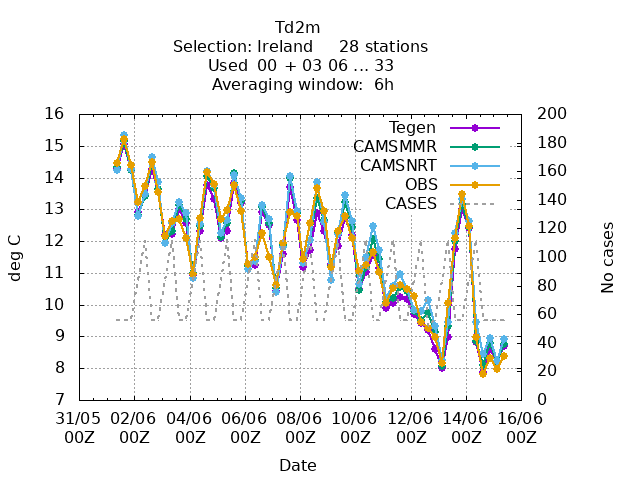 Td2m
Selection: Ireland 28 stations
Used 00 + 03 06 ... 33
Averaging window: 6h
16 200
15 180
14 160
13 140
12 120
11 100
10 80
9 60
8 40
7 20
0
Tegen
CAMSMMR
CAMSNRT
OBS
CASES
deg C
No cases
31/05 02/06 04/06 06/06 08/06 10/06 12/06 14/06 16/06
00Z 00Z 00Z 00Z 00Z 00Z 00Z 00Z 00Z
Date